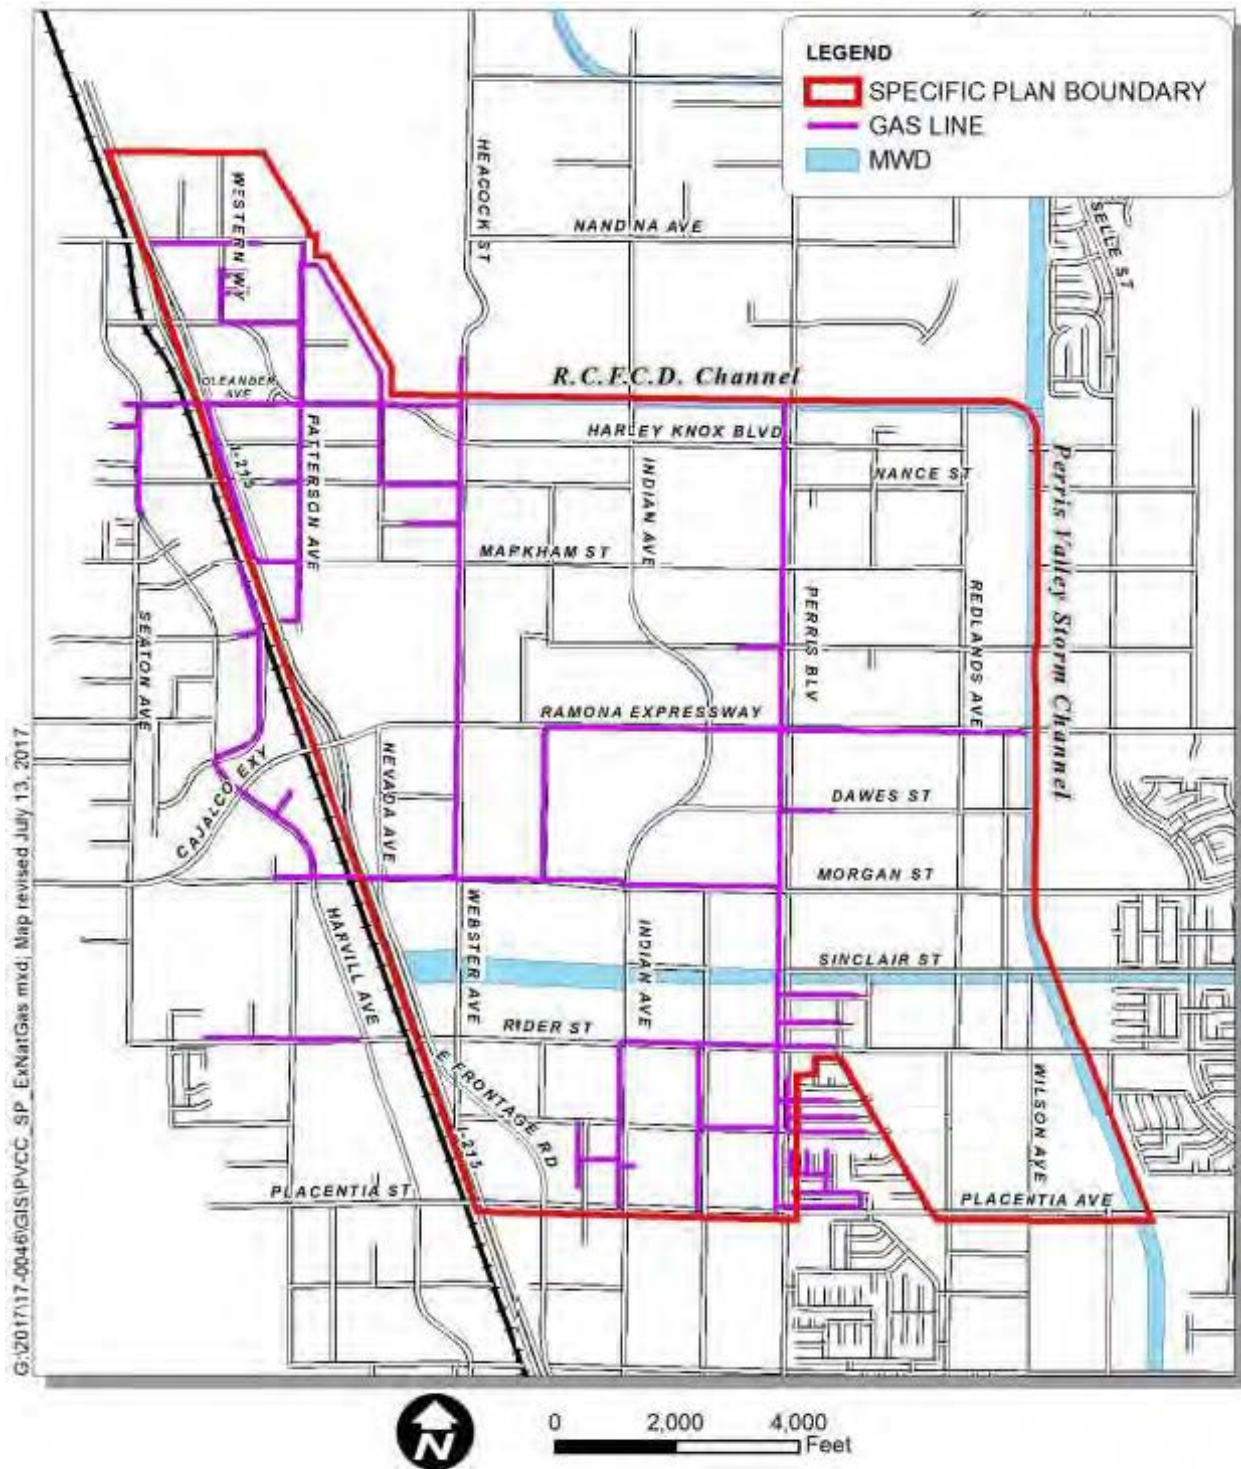 LEGEND
SPECIFIC PLAN BOUNDARY
GAS LINE
MWD
HEACOCK ST
WESTERN WY
NANDINA AVE
SELLE ST
OLEANDER
AVE
R.C.F.C.D. Channel
HARLEY KNOX BLVD
NANCE ST
I-215
PATTERSON AVE
INDIAN AVE
Perris Valley Storm Channel
MARKHAM ST
SEATON AVE
PERRIS BLV
REDLANDS AVE
RAMONA EXPRESSWAY
NEVADA AVE
CAJALCO EXY
DAWES ST
MORGAN ST
HARVILL AVE
WEBSTER AVE
INDIAN AVE
SINCLAIR ST
RIDER ST
E FRONTAGE RD
WILSON AVE
I-215
PLACENTIA ST
PLACENTIA AVE
G:\2017\17-0046\GIS\PVCC_SP_ExNatGas.mxd; Map revised July 13, 2017.
N
0 2,000 4,000
Feet